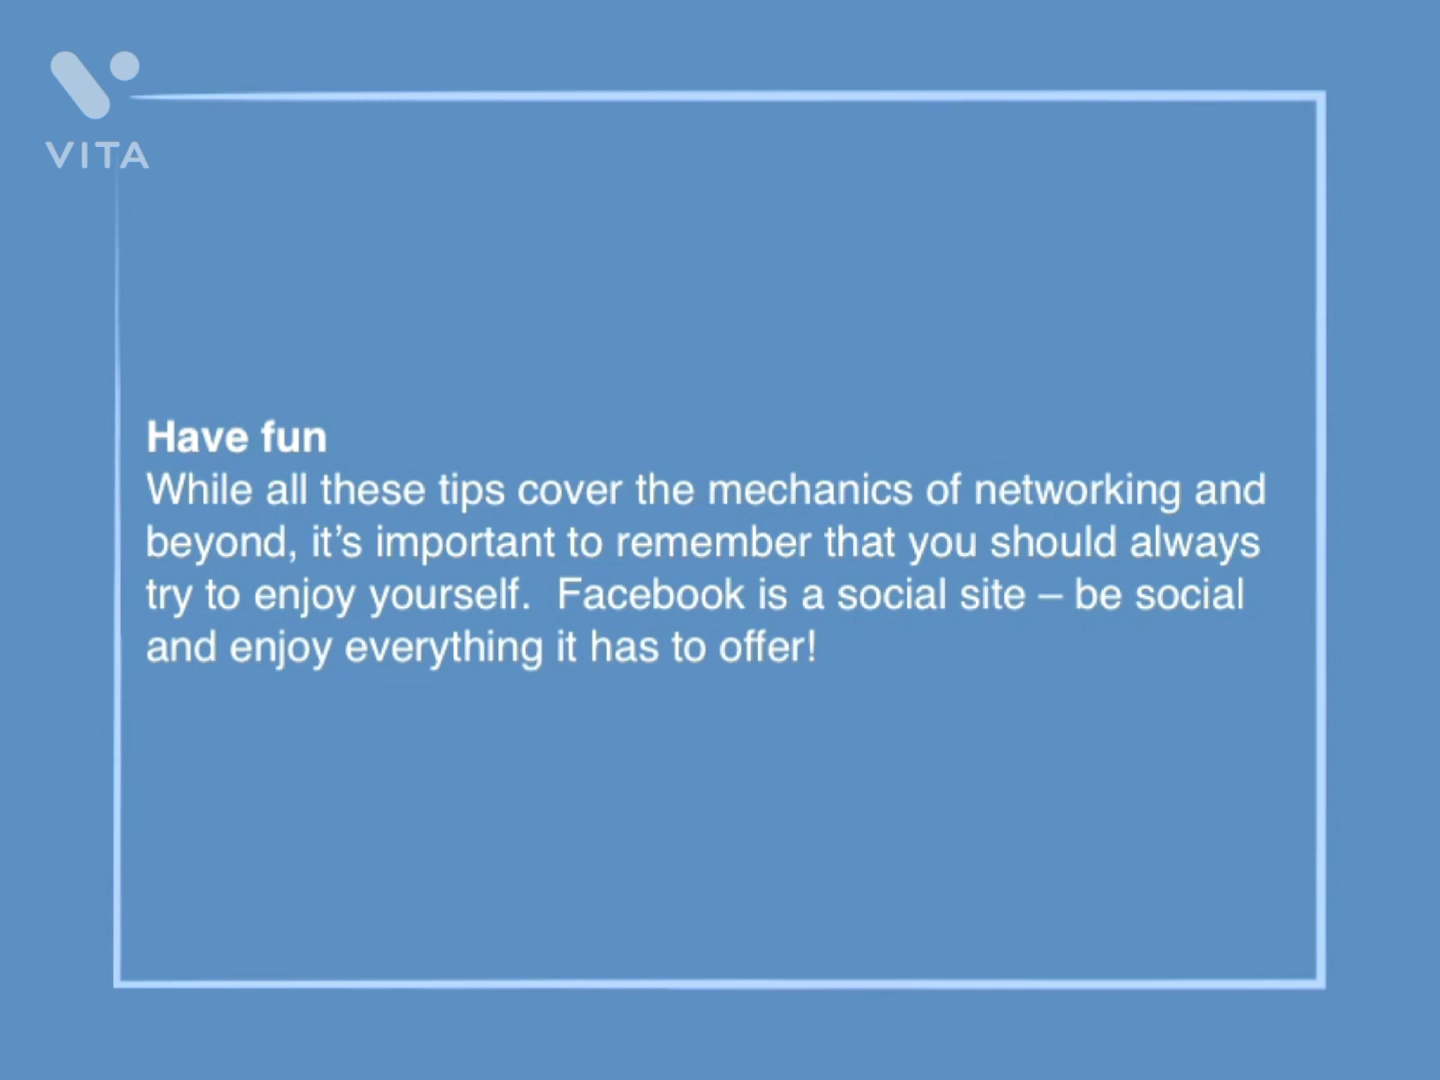 VITA
Have fun
While all these tips cover the mechanics of networking and
beyond, it’s important to remember that you should always
try to enjoy yourself.  Facebook is a social site – be social
and enjoy everything it has to offer!